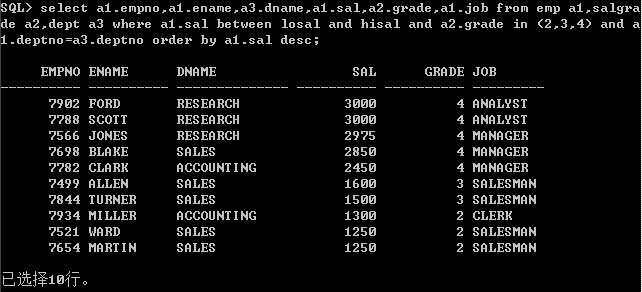 SQL> select a1.empno,a1.ename,a3.dname,a1.sal,a2.grade,a1.job from emp a1,salgra
de a2,dept a3 where a1.sal between losal and hisal and a2.grade in (2,3,4) and a
1.deptno=a3.deptno order by a1.sal desc;
EMPNO ENAME DNAME SAL GRADE JOB
---------- ---------- -------------- ---------- ---------- ---------
7902 FORD RESEARCH 3000 4 ANALYST
7788 SCOTT RESEARCH 3000 4 ANALYST
7566 JONES RESEARCH 2975 4 MANAGER
7698 BLAKE SALES 2850 4 MANAGER
7782 CLARK ACCOUNTING 2450 4 MANAGER
7499 ALLEN SALES 1600 3 SALESMAN
7844 TURNER SALES 1500 3 SALESMAN
7934 MILLER ACCOUNTING 1300 2 CLERK
7521 WARD SALES 1250 2 SALESMAN
7654 MARTIN SALES 1250 2 SALESMAN
已选择10行。